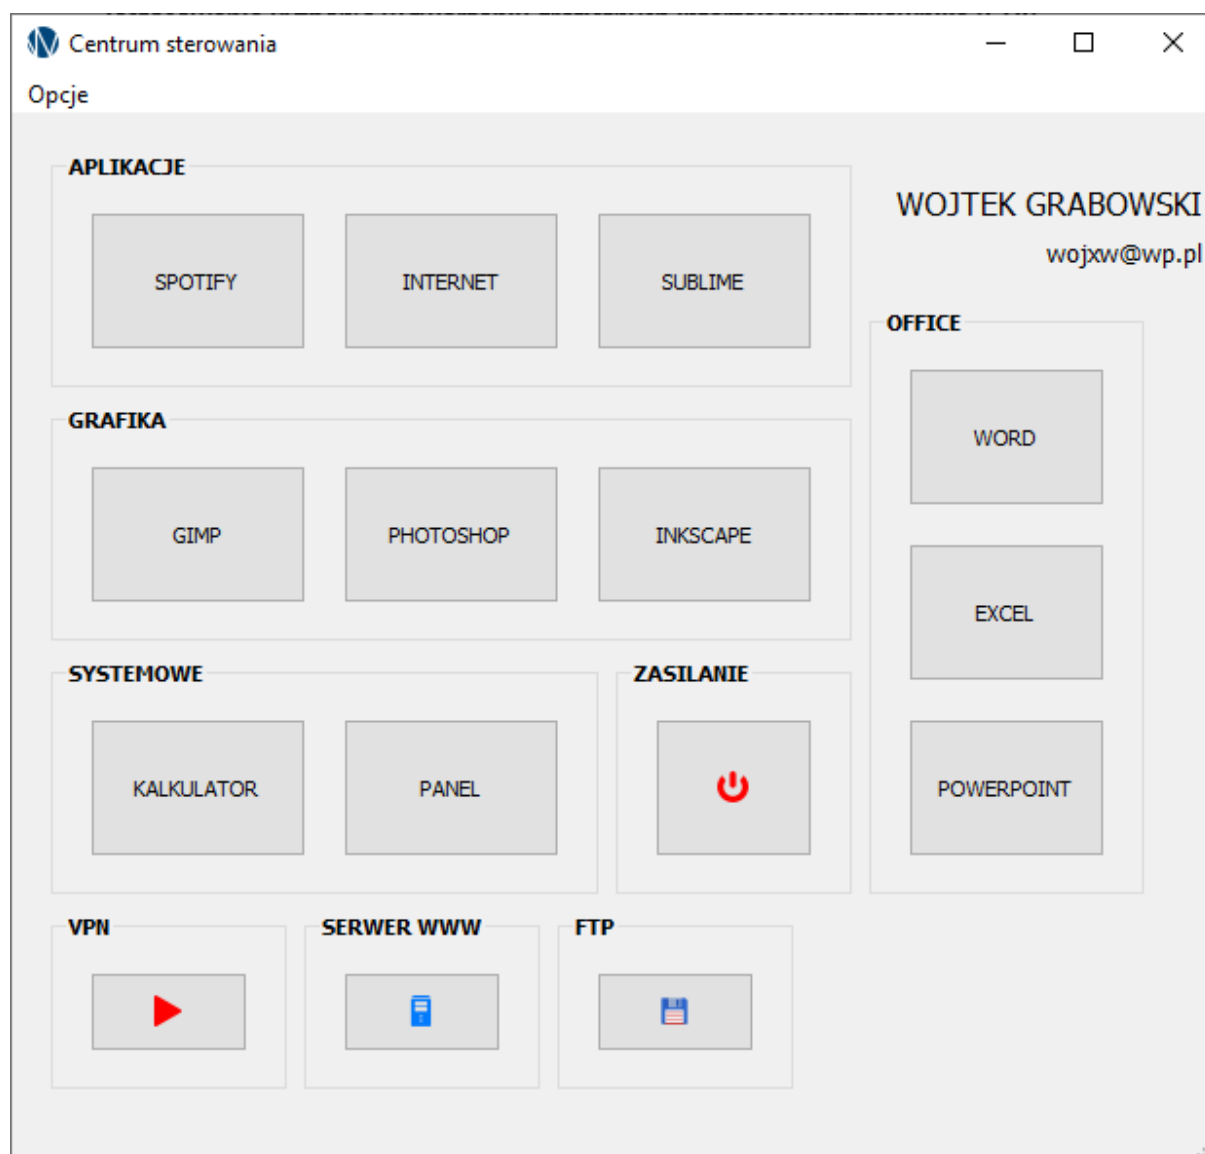 Centrum sterowania
Opcje
APLIKACJE
SPOTIFY
INTERNET
SUBLIME
WOJTEK GRABOWSKI
wojxw@wp.pl
OFFICE
WORD
EXCEL
POWERPOINT
GRAFIKA
GIMP
PHOTOSHOP
INKSCAPE
SYSTEMOWE
KALKULATOR
PANEL
ZASILANIE
VPN
SERWER WWW
FTP